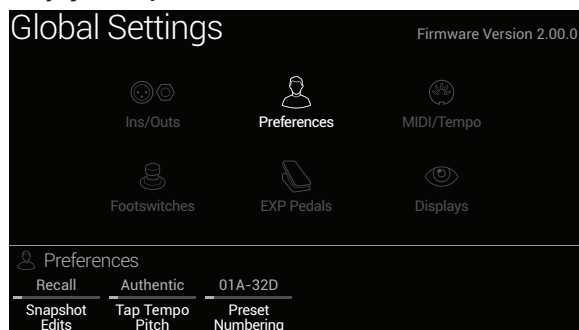 Global Settings
Firmware Version 2.00.0
Ins/Outs
Preferences
MIDI/Tempo
Footswitches
EXP Pedals
Displays
Preferences
Recall
Authentic
01A-32D
Snapshot
Edits
Tap Tempo
Pitch
Preset
Numbering